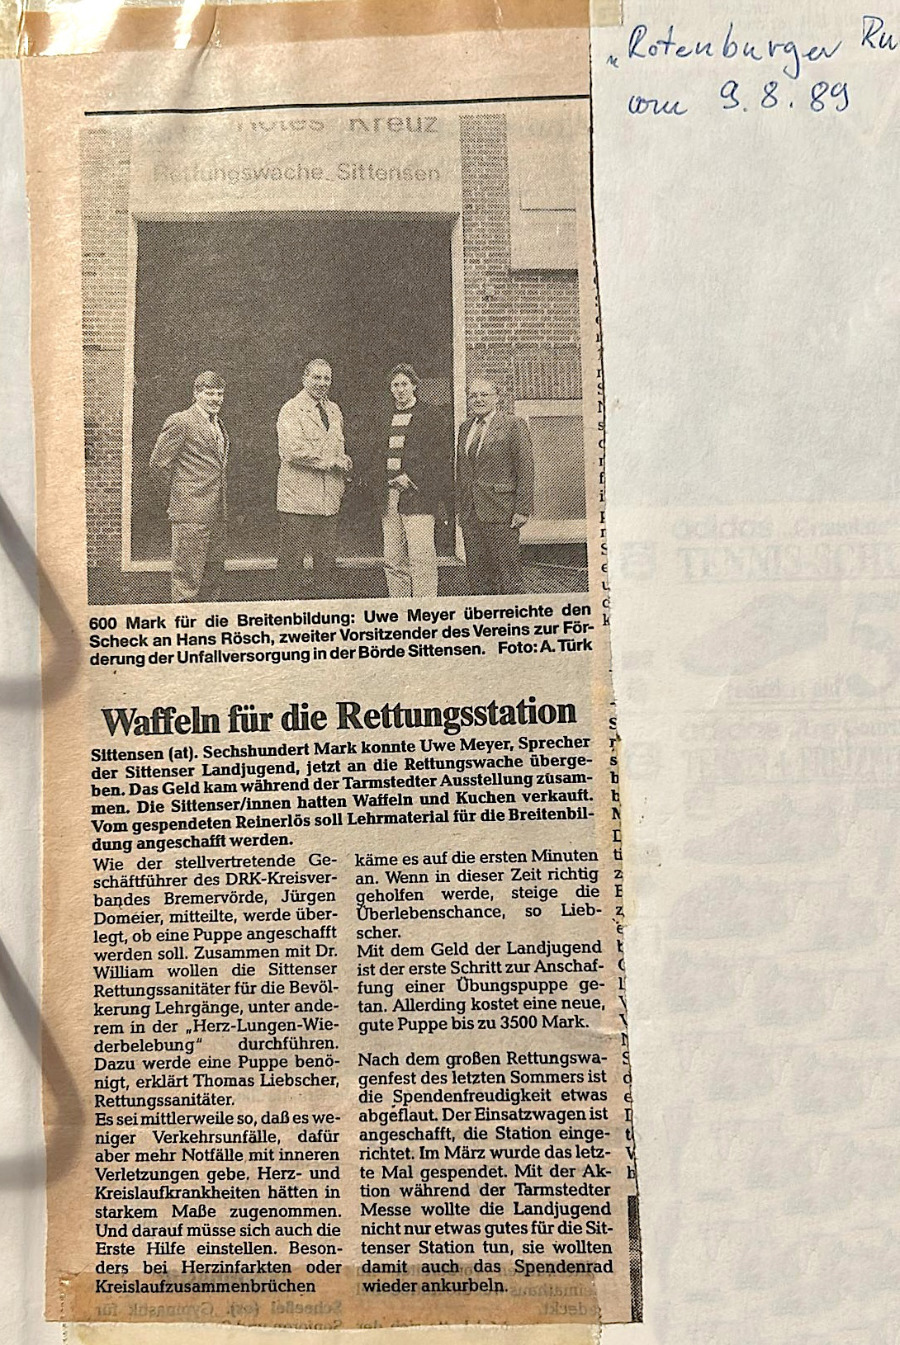 „Rotenburger Ru
vom 9.8.89
Rotes Kreuz
Rettungswache Sittensen
600 Mark für die Breitenbildung: Uwe Meyer überreichte den
Scheck an Hans Rösch, zweiter Vorsitzender des Vereins zur För-
derung der Unfallversorgung in der Börde Sittensen. Foto: A. Türk
Waffeln für die Rettungsstation
Sittensen (at). Sechshundert Mark konnte Uwe Meyer, Sprecher
der Sittenser Landjugend, jetzt an die Rettungswache überge-
ben. Das Geld kam während der Tarmstedter Ausstellung zusam-
men. Die Sittenser/innen hatten Waffeln und Kuchen verkauft.
Vom gespendeten Reinerlös soll Lehrmaterial für die Breitenbil-
dung angeschafft werden.
Wie der stellvertretende Ge-
schäftführer des DRK-Kreisver-
bandes Bremervörde, Jürgen
Domeier, mitteilte, werde über-
legt, ob eine Puppe angeschafft
werden soll. Zusammen mit Dr.
William wollen die Sittenser
Rettungssanitäter für die Bevöl-
kerung Lehrgänge, unter ande-
rem in der „Herz-Lungen-Wie-
derbelebung" durchführen.
Dazu werde eine Puppe benö-
nigt, erklärt Thomas Liebscher,
Rettungssanitäter.
Es sei mittlerweile so, daß es we-
niger Verkehrsunfälle, dafür
aber mehr Notfälle mit inneren
Verletzungen gebe. Herz- und
Kreislaufkrankheiten hätten in
starkem Maße zugenommen.
Und darauf müsse sich auch die
Erste Hilfe einstellen. Beson-
ders bei Herzinfarkten oder
Kreislaufzusammenbrüchen
käme es auf die ersten Minuten
an. Wenn in dieser Zeit richtig
geholfen werde, steige die
Überlebenschance, so Lieb-
scher.
Mit dem Geld der Landjugend
ist der erste Schritt zur Anschaf-
fung einer Übungspuppe ge-
tan. Allerding kostet eine neue,
gute Puppe bis zu 3500 Mark.
Nach dem großen Rettungswa-
genfest des letzten Sommers ist
die Spendenfreudigkeit etwas
abgeflaut. Der Einsatzwagen ist
angeschafft, die Station einge-
richtet. Im März wurde das letz-
te Mal gespendet. Mit der Ak-
tion während der Tarmstedter
Messe wollte die Landjugend
nicht nur etwas gutes für die Sit-
tenser Station tun, sie wollten
damit auch das Spendenrad
wieder ankurbeln.